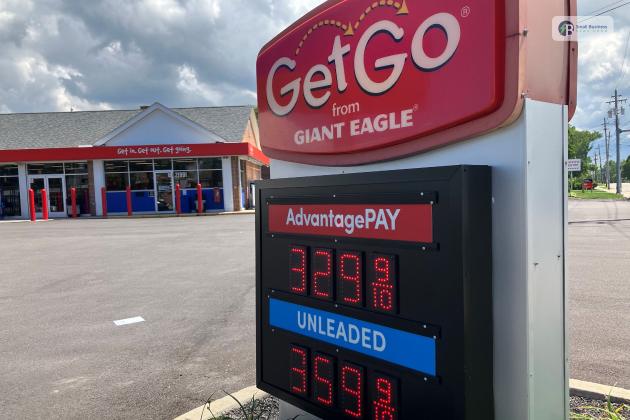 Small Business
GetGo®
from
GIANT EAGLE®
Get in. Get out. Get going.
AdvantagePAY
329 9/10
UNLEADED
359 9/10